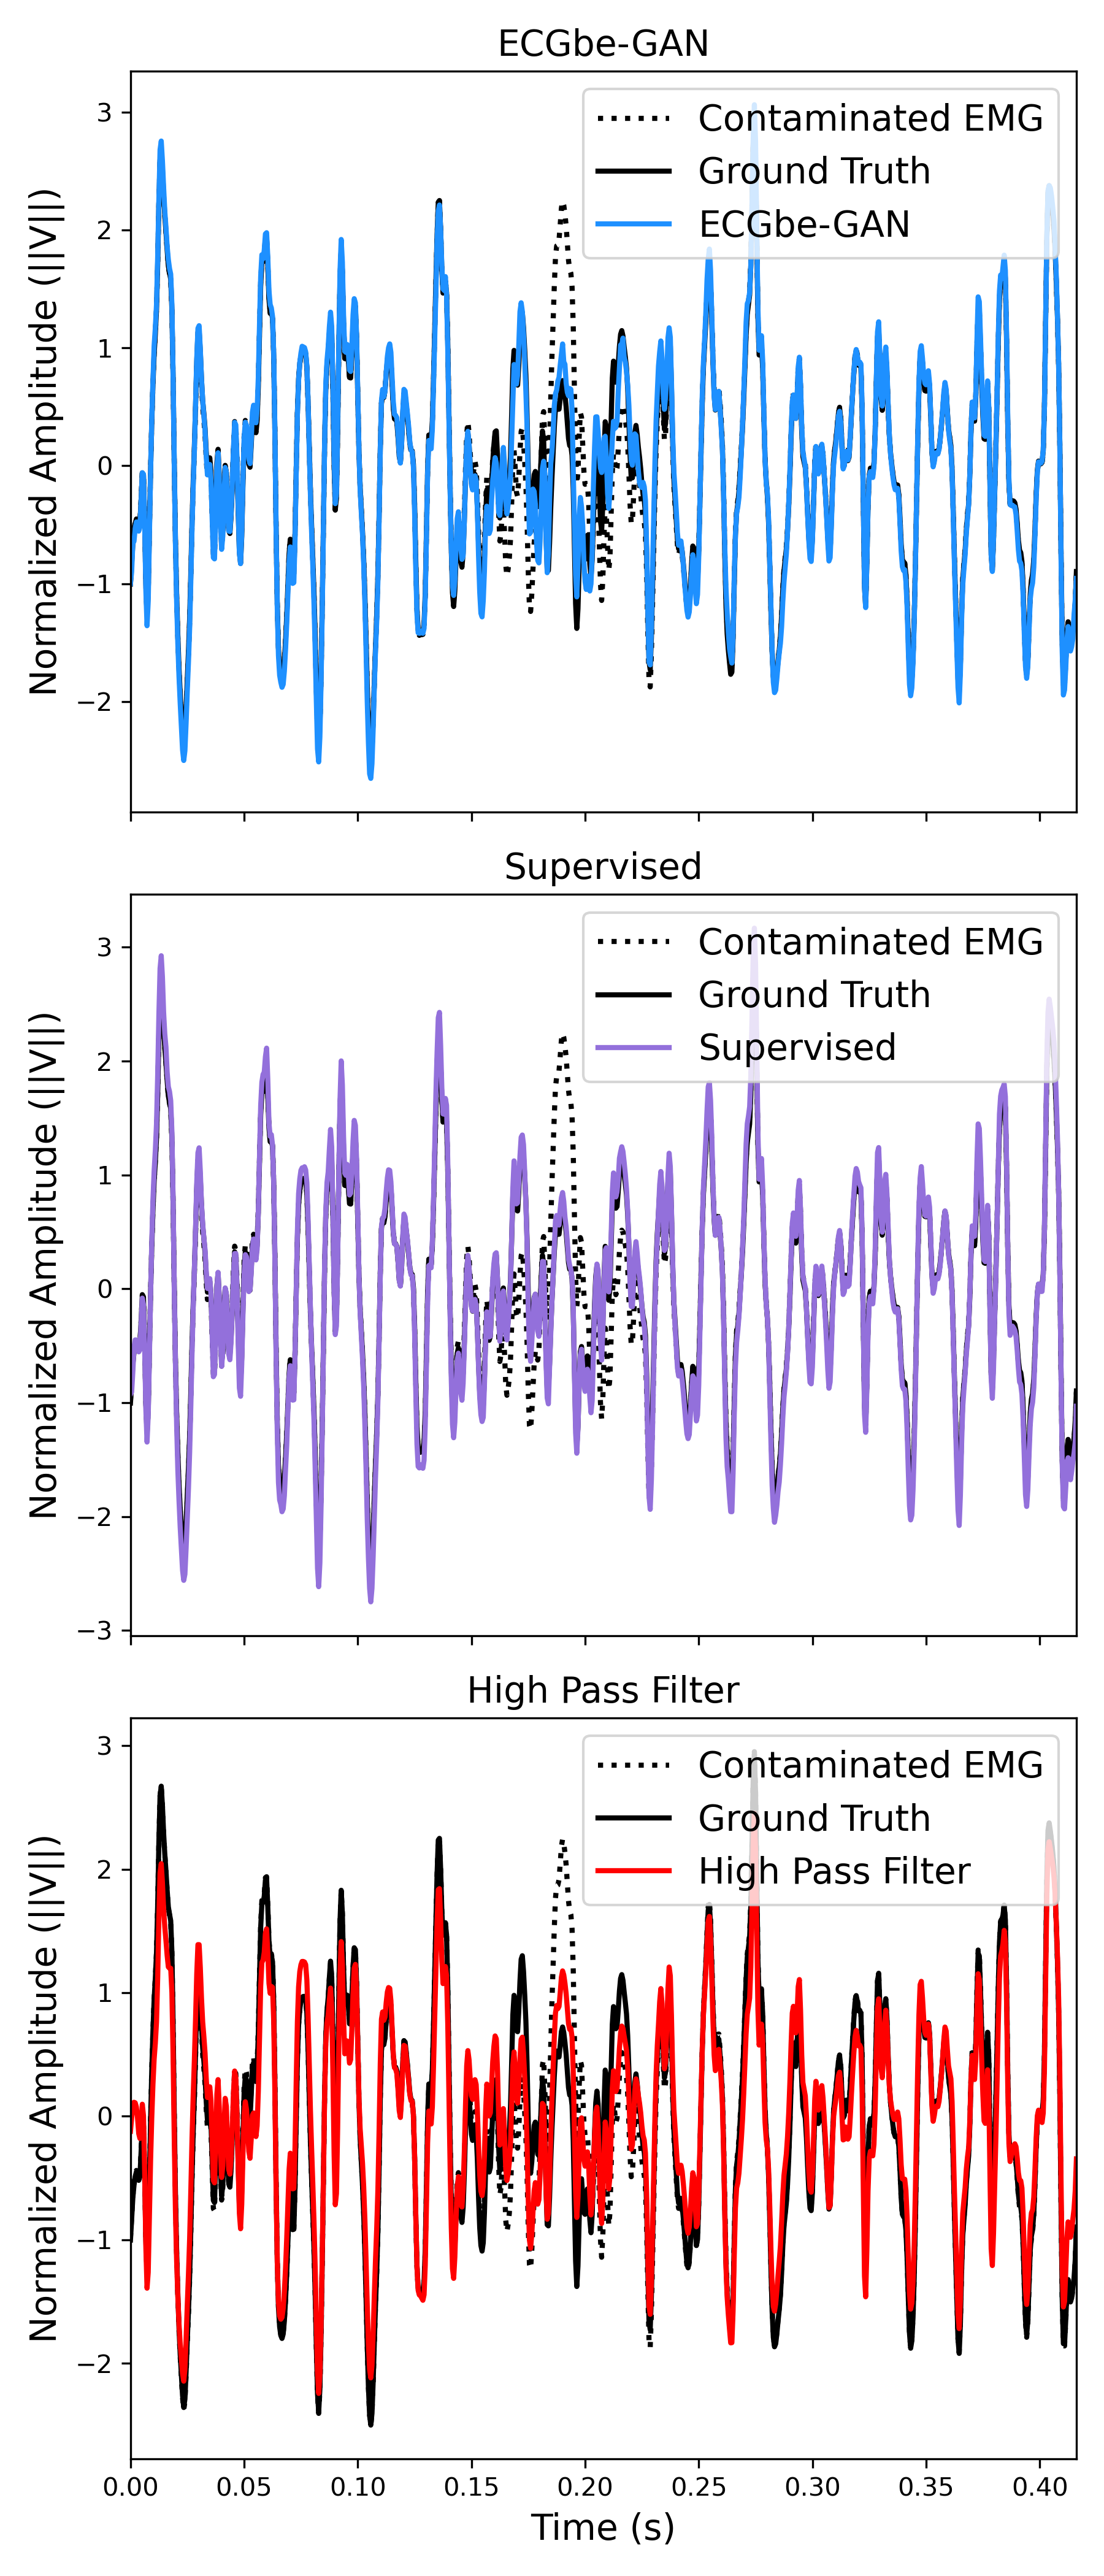 ECGbe-GAN
Contaminated EMG
Ground Truth
ECGbe-GAN
Normalized Amplitude (||V||)
3
2
1
0
−1
−2
Supervised
Contaminated EMG
Ground Truth
Supervised
Normalized Amplitude (||V||)
3
2
1
0
−1
−2
−3
High Pass Filter
Contaminated EMG
Ground Truth
High Pass Filter
Normalized Amplitude (||V||)
3
2
1
0
−1
−2
0.00 0.05 0.10 0.15 0.20 0.25 0.30 0.35 0.40
Time (s)